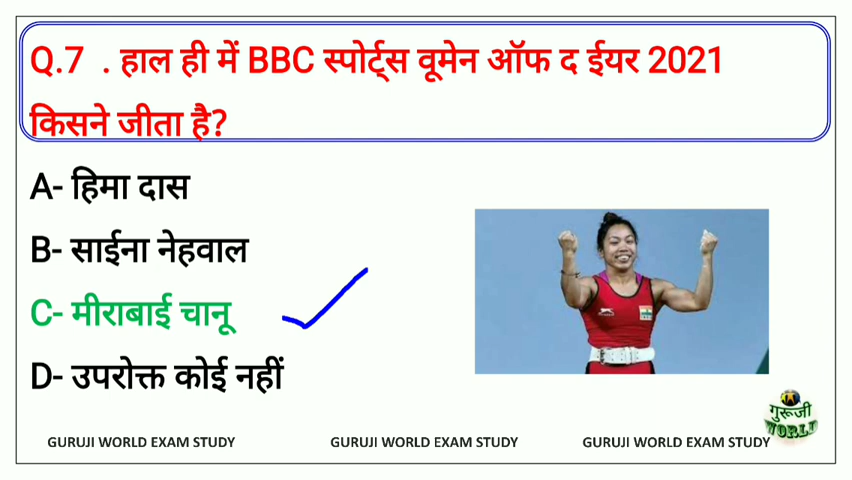 Q.7 . हाल ही में BBC स्पोर्ट्स वूमेन ऑफ द ईयर 2021
किसने जीता है?
A- हिमा दास
B- साईना नेहवाल
C- मीराबाई चानू
D- उपरोक्त कोई नहीं
गुरूजी
WORLD
GURUJI WORLD EXAM STUDY GURUJI WORLD EXAM STUDY GURUJI WORLD EXAM STUDY